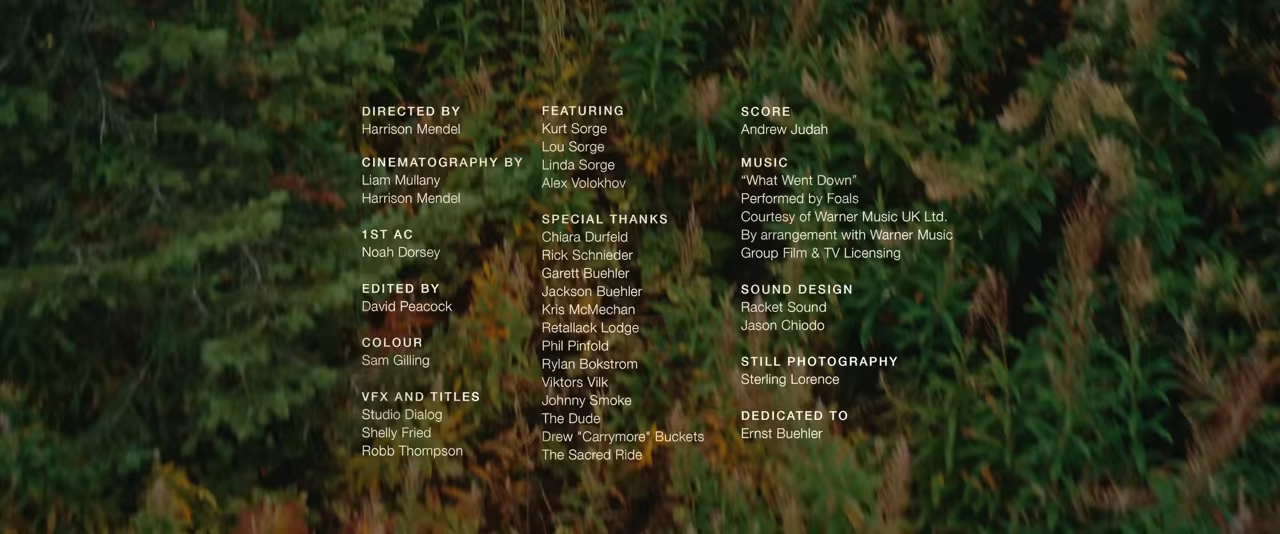 DIRECTED BY
Harrison Mendel
CINEMATOGRAPHY BY
Liam Mullany
Harrison Mendel
1ST AC
Noah Dorsey
EDITED BY
David Peacock
COLOUR
Sam Gilling
VFX AND TITLES
Studio Dialog
Shelly Fried
Robb Thompson
FEATURING
Kurt Sorge
Lou Sorge
Linda Sorge
Alex Volokhov
SPECIAL THANKS
Chiara Durfeld
Rick Schnieder
Garett Buehler
Jackson Buehler
Kris McMechan
Retallack Lodge
Phil Pinfold
Rylan Bokstrom
Viktors Vilk
Johnny Smoke
The Dude
Drew "Carrymore" Buckets
The Sacred Ride
SCORE
Andrew Judah
MUSIC
“What Went Down”
Performed by Foals
Courtesy of Warner Music UK Ltd.
By arrangement with Warner Music
Group Film & TV Licensing
SOUND DESIGN
Racket Sound
Jason Chiodo
STILL PHOTOGRAPHY
Sterling Lorence
DEDICATED TO
Ernst Buehler